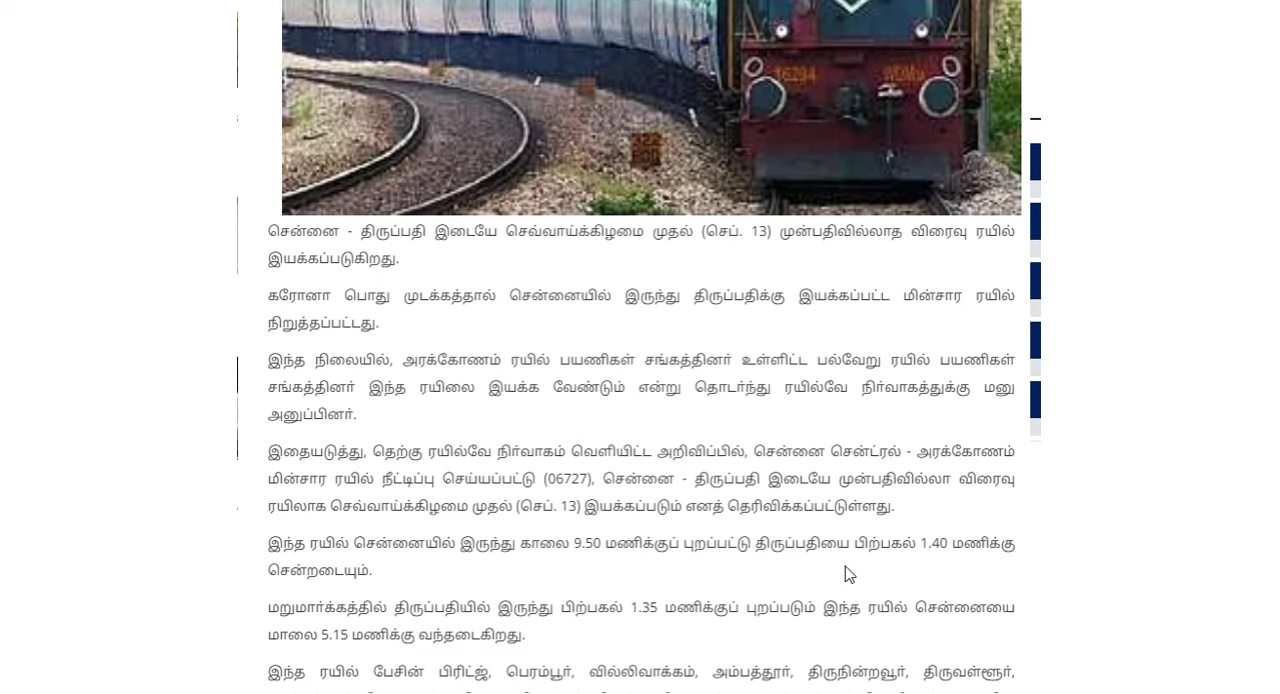 16294
சென்னை - திருப்பதி இடையே செவ்வாய்க்கிழமை முதல் (செப். 13) முன்பதிவில்லாத விரைவு ரயில்
இயக்கப்படுகிறது.
கரோனா பொது முடக்கத்தால் சென்னையில் இருந்து திருப்பதிக்கு இயக்கப்பட்ட மின்சார ரயில்
நிறுத்தப்பட்டது.
இந்த நிலையில், அரக்கோணம் ரயில் பயணிகள் சங்கத்தினர் உள்ளிட்ட பல்வேறு ரயில் பயணிகள்
சங்கத்தினர் இந்த ரயிலை இயக்க வேண்டும் என்று தொடர்ந்து ரயில்வே நிர்வாகத்துக்கு மனு
அனுப்பினர்.
இதையடுத்து, தெற்கு ரயில்வே நிர்வாகம் வெளியிட்ட அறிவிப்பில், சென்னை சென்ட்ரல் - அரக்கோணம்
மின்சார ரயில் நீட்டிப்பு செய்யப்பட்டு (06727), சென்னை - திருப்பதி இடையே முன்பதிவில்லா விரைவு
ரயிலாக செவ்வாய்க்கிழமை முதல் (செப். 13) இயக்கப்படும் எனத் தெரிவிக்கப்பட்டுள்ளது.
இந்த ரயில் சென்னையில் இருந்து காலை 9.50 மணிக்குப் புறப்பட்டு திருப்பதியை பிற்பகல் 1.40 மணிக்கு
சென்றடையும்.
மறுமார்க்கத்தில் திருப்பதியில் இருந்து பிற்பகல் 1.35 மணிக்குப் புறப்படும் இந்த ரயில் சென்னையை
மாலை 5.15 மணிக்கு வந்தடைகிறது.
இந்த ரயில் பேசின் பிரிட்ஜ், பெரம்பூர், வில்லிவாக்கம், அம்பத்தூர், திருநின்றவூர், திருவள்ளூர்,